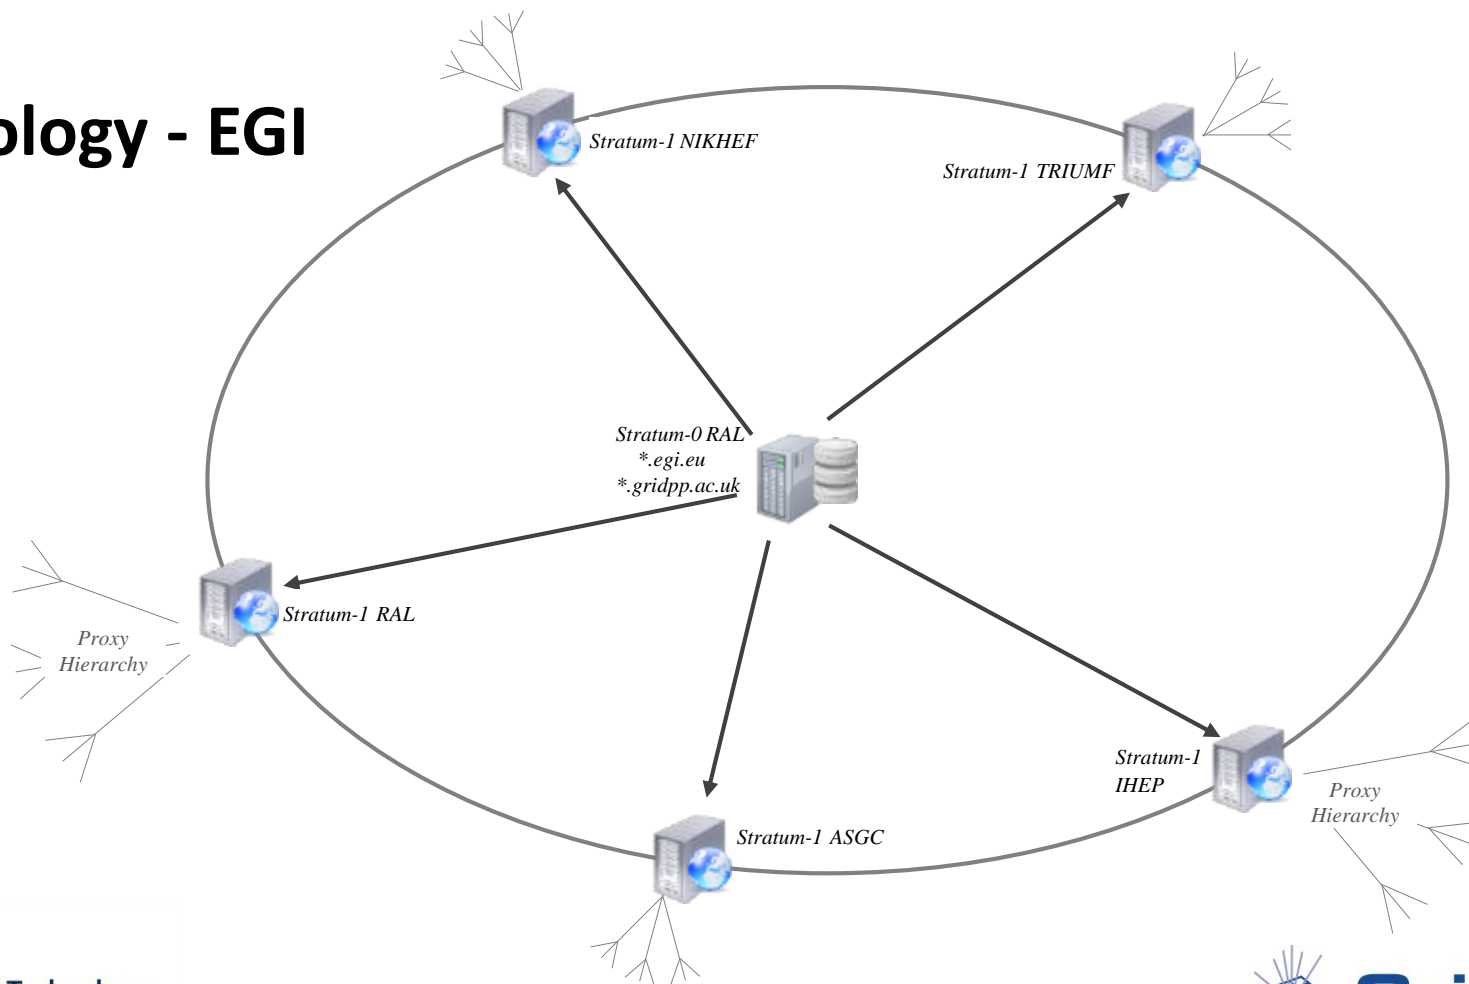 ology - EGI
Stratum-1 NIKHEF
Stratum-1 TRIUMF
Stratum-0 RAL
*.egi.eu
*.gridpp.ac.uk
Stratum-1 RAL
Proxy
Hierarchy
Stratum-1
IHEP
Proxy
Hierarchy
Stratum-1 ASGC